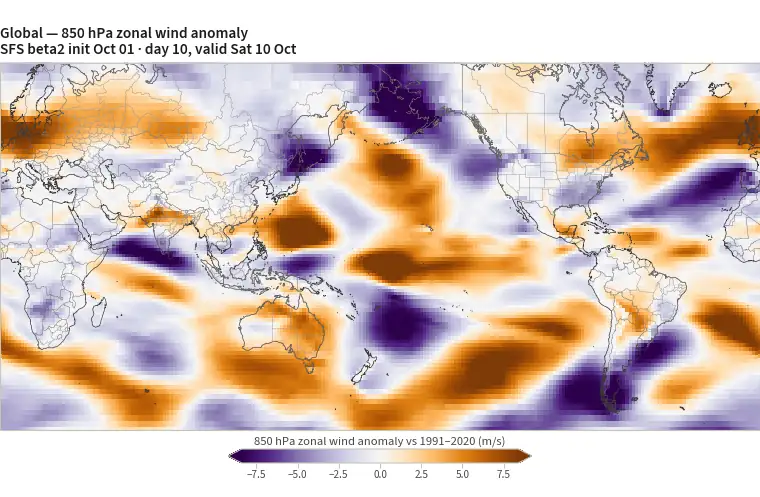 Global — 850 hPa zonal wind anomaly
SFS beta2 init Oct 01 · day 10, valid Sat 10 Oct
850 hPa zonal wind anomaly vs 1991–2020 (m/s)
−7.5 −5.0 −2.5 0.0 2.5 5.0 7.5